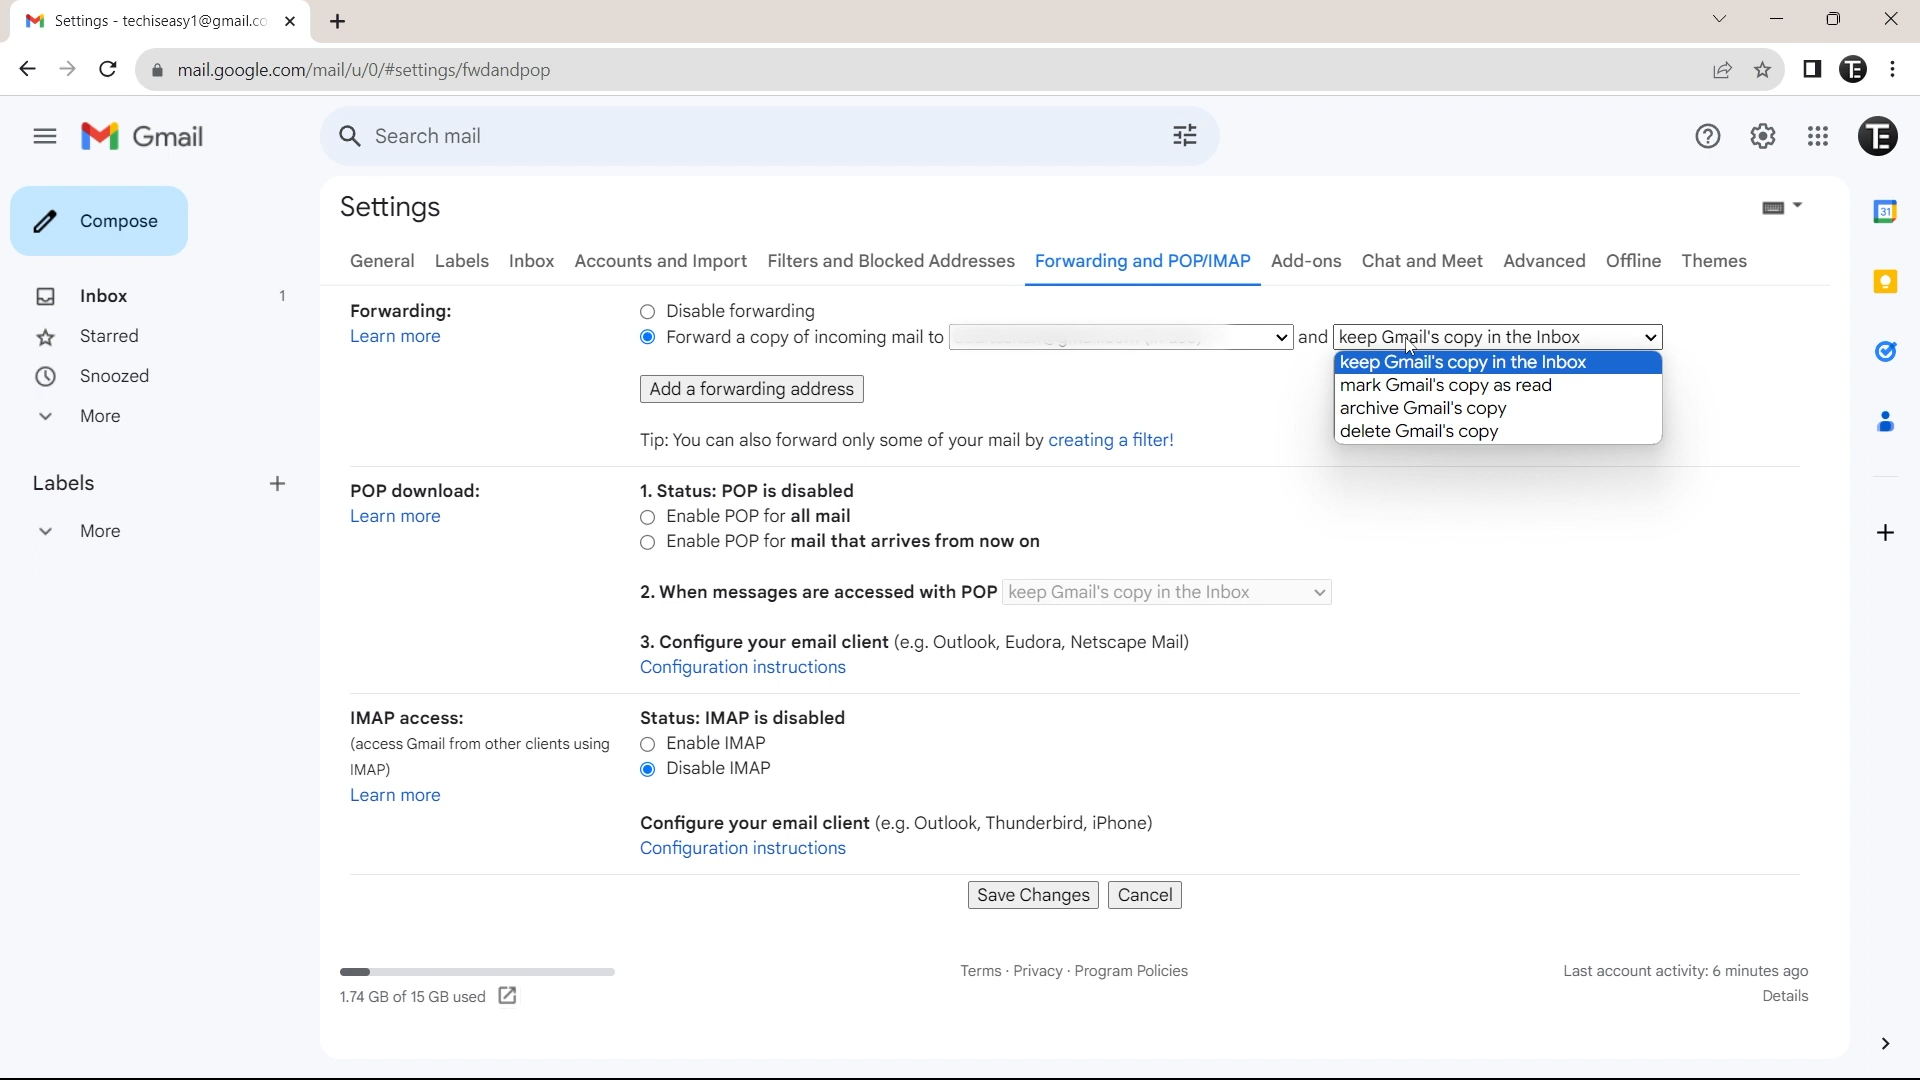 Settings - techiseasy1@gmail.co
mail.google.com/mail/u/0/#settings/fwdandpop
Gmail
Search mail
TE
Compose
Inbox 1
Starred
Snoozed
More
Labels
More
Settings
General Labels Inbox Accounts and Import Filters and Blocked Addresses Forwarding and POP/IMAP Add-ons Chat and Meet Advanced Offline Themes
Forwarding:
Learn more
Disable forwarding
Forward a copy of incoming mail to and keep Gmail's copy in the Inbox
keep Gmail's copy in the Inbox
mark Gmail's copy as read
archive Gmail's copy
delete Gmail's copy
Add a forwarding address
Tip: You can also forward only some of your mail by creating a filter!
POP download:
Learn more
1. Status: POP is disabled
Enable POP for all mail
Enable POP for mail that arrives from now on
2. When messages are accessed with POP keep Gmail's copy in the Inbox
3. Configure your email client (e.g. Outlook, Eudora, Netscape Mail)
Configuration instructions
IMAP access:
(access Gmail from other clients using
IMAP)
Learn more
Status: IMAP is disabled
Enable IMAP
Disable IMAP
Configure your email client (e.g. Outlook, Thunderbird, iPhone)
Configuration instructions
Save Changes Cancel
1.74 GB of 15 GB used
Terms · Privacy · Program Policies
Last account activity: 6 minutes ago
Details
31